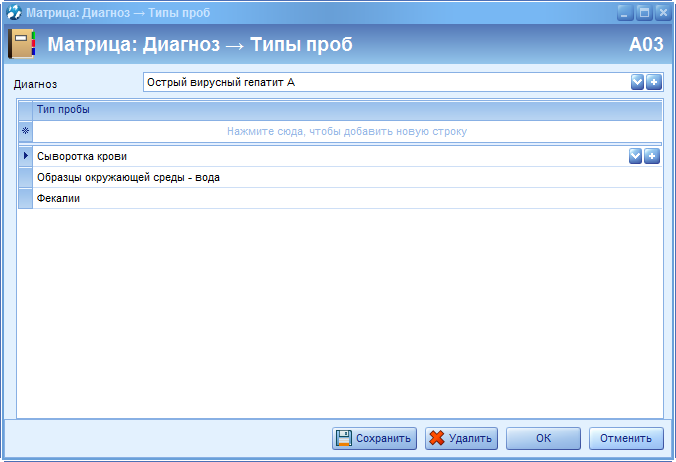 Матрица: Диагноз → Типы проб
Матрица: Диагноз → Типы проб A03
Диагноз Острый вирусный гепатит А
Тип пробы
Нажмите сюда, чтобы добавить новую строку
Сыворотка крови
Образцы окружающей среды - вода
Фекалии
Сохранить Удалить ОК Отменить